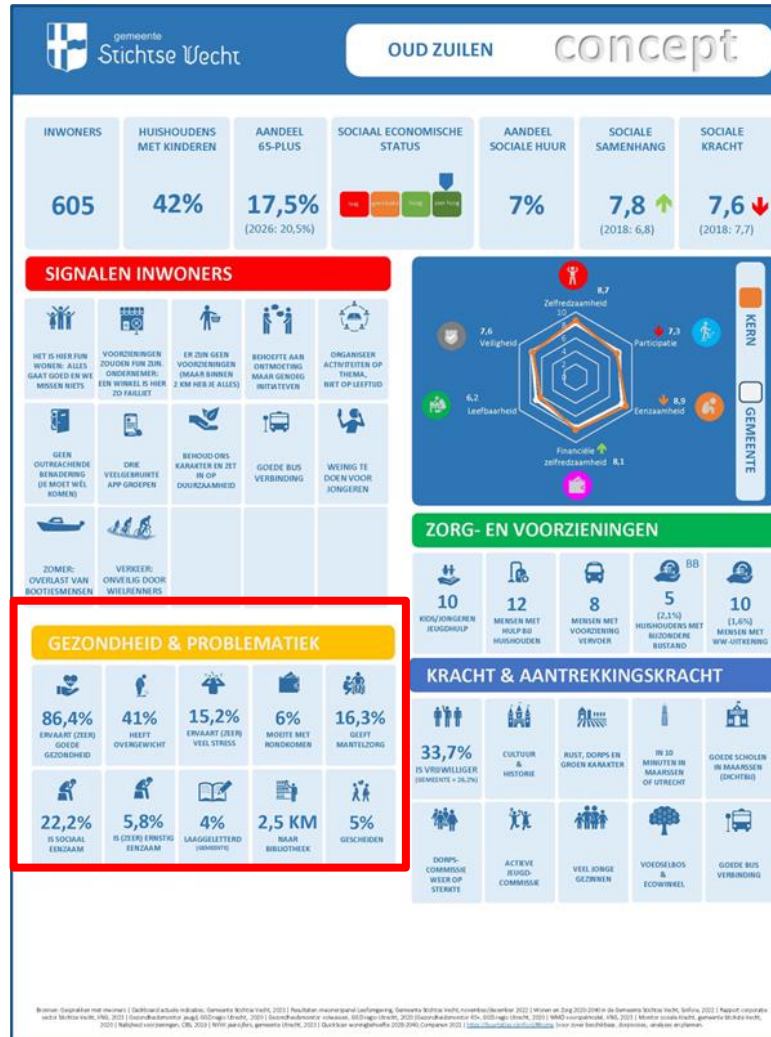 gemeente
Stichtse Vecht
OUD ZUILEN
concept
INWONERS
605
HUISHOUDENS
MET KINDEREN
42%
AANDEEL
65-PLUS
17,5%
(2026: 20,5%)
SOCIAAL ECONOMISCHE
STATUS
AANDEEL
SOCIALE HUUR
7%
SOCIALE
SAMENHANG
7,8
(2018: 6,8)
SOCIALE
KRACHT
7,6
(2018: 7,7)
SIGNALEN INWONERS
HET IS HIER FIJN
WONEN: ALLES
GAAT GOED EN WE
MISSEN NIETS
VOORZIENINGEN
ZOUDEN FIJN ZIJN.
ONDERNEMER:
EEN WINKEL IS HIER
ZO FAILLIET
ER ZIJN GEEN
VOORZIENINGEN
(MAAR BINNEN
2 KM HEB JE ALLES)
BEHOEFTE AAN
ONTMOETING
MAAR GENOEG
INITIATEVEN
ORGANISEER
ACTIVITEITEN OP
THEMA,
NIET OP LEEFTIJD
GEEN
OUTREACHENDE
BENADERING
(JE MOET WÉL
KOMEN)
DRIE
VEELGEBRUIKTE
APP GROEPEN
BEHOUD ONS
KARAKTER EN ZET
IN OP
DUURZAAMHEID
GOEDE BUS
VERBINDING
WEINIG TE
DOEN VOOR
JONGEREN
ZOMER:
OVERLAST VAN
BOOTJESMENSEN
VERKEER:
ONVEILIG DOOR
WIELRENNERS
8,7
Zelfredzaamheid
10
8
6
4
2
0
7,6
Veiligheid
7,3
Participatie
6,2
Leefbaarheid
8,9
Eenzaamheid
Financiële
zelfredzaamheid 8,1
KERN
GEMEENTE
ZORG- EN VOORZIENINGEN
10
KIDS/JONGEREN
JEUGDHULP
12
MENSEN MET
HULP BIJ
HUISHOUDEN
8
MENSEN MET
VOORZIENING
VERVOER
BB
5
(2,1%)
HUISHOUDENS MET
BIJZONDERE
BIJSTAND
10
(1,6%)
MENSEN MET
WW-UITKERING
GEZONDHEID & PROBLEMATIEK
86,4%
ERVAART (ZEER)
GOEDE
GEZONDHEID
41%
HEEFT
OVERGEWICHT
15,2%
ERVAART (ZEER)
VEEL STRESS
6%
MOEITE MET
RONDKOMEN
16,3%
GEEFT
MANTELZORG
22,2%
IS SOCIAAL
EENZAAM
5,8%
IS (ZEER) ERNSTIG
EENZAAM
4%
LAAGGELETTERD
(GEMEENTE)
2,5 KM
NAAR
BIBLIOTHEEK
5%
GESCHEIDEN
KRACHT & AANTREKKINGSKRACHT
33,7%
IS VRIJWILLIGER
(GEMEENTE = 26,2%)
CULTUUR
&
HISTORIE
RUST, DORPS EN
GROEN KARAKTER
IN 10
MINUTEN IN
MAARSSEN
OF UTRECHT
GOEDE SCHOLEN
IN MAARSSEN
(DICHTBIJ)
DORPS-
COMMISSIE
WEER OP
STERKTE
ACTIEVE
JEUGD-
COMMISSIE
VEEL JONGE
GEZINNEN
VOEDSELBOS
&
ECOWINKEL
GOEDE BUS
VERBINDING